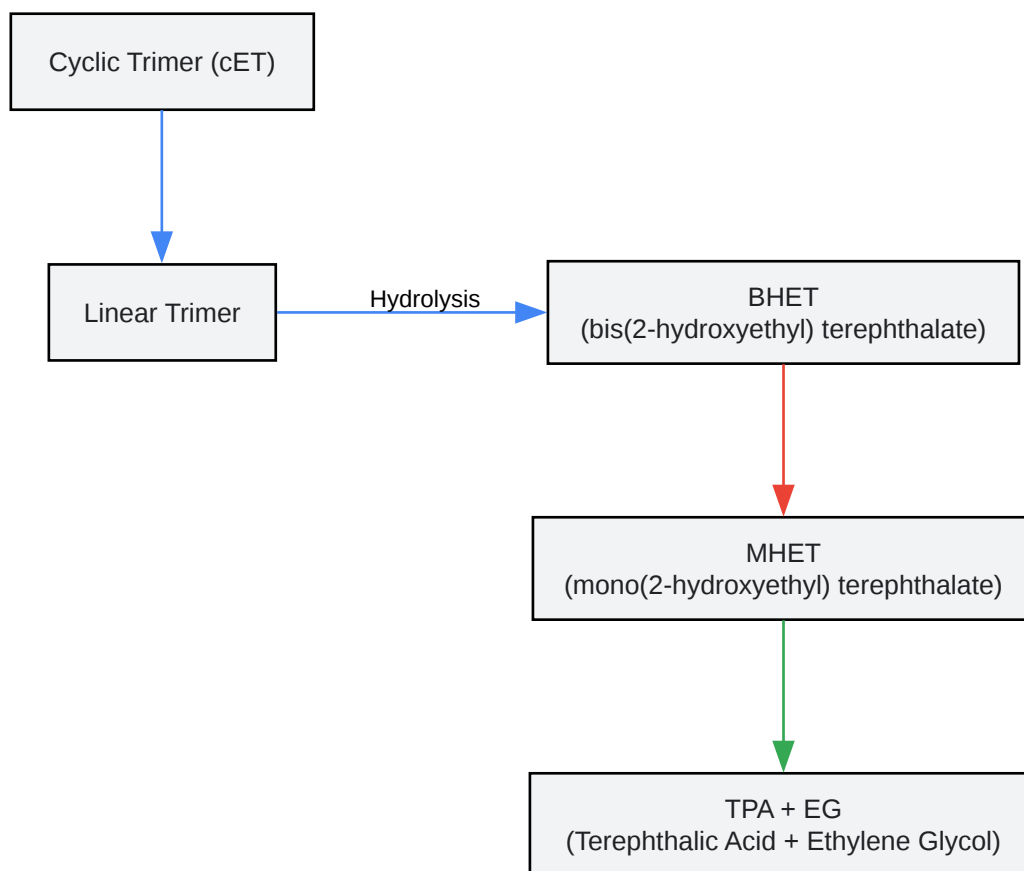 Cyclic Trimer (cET)
Linear Trimer
Hydrolysis
BHET
(bis(2-hydroxyethyl) terephthalate)
MHET
(mono(2-hydroxyethyl) terephthalate)
TPA + EG
(Terephthalic Acid + Ethylene Glycol)